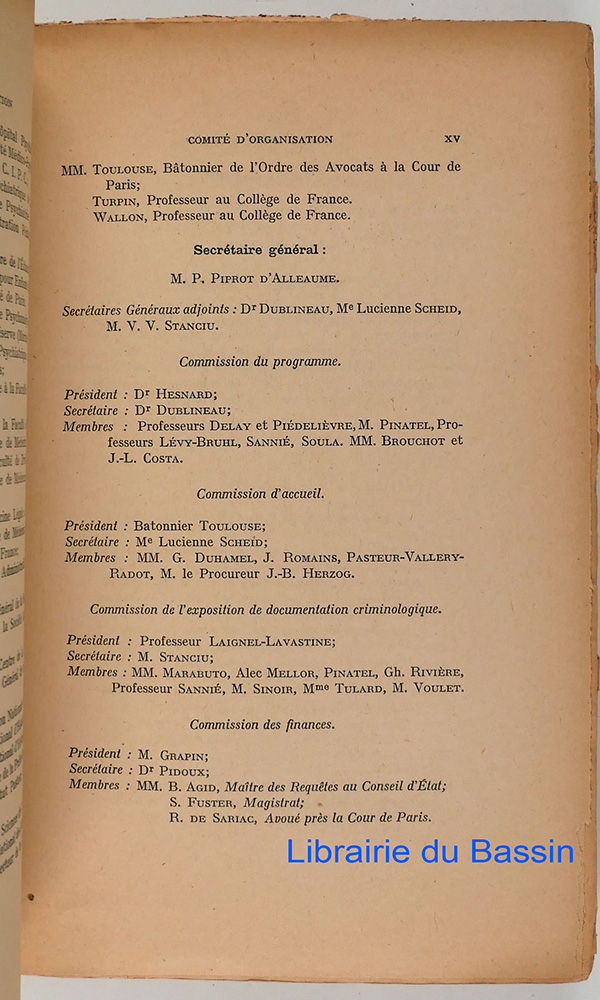 COMITÉ D'ORGANISATION XV
MM. TOULOUSE, Bâtonnier de l'Ordre des Avocats à la Cour de
Paris;
TURPIN, Professeur au Collège de France.
WALLON, Professeur au Collège de France.
Secrétaire général :
M. P. PIPROT D'ALLEAUME.
Secrétaires Généraux adjoints : Dr DUBLINEAU, Me Lucienne SCHEID,
M. V. V. STANCIU.
Commission du programme.
Président : Dr HESNARD;
Secrétaire : Dr DUBLINEAU;
Membres : Professeurs DELAY et PIÉDELIÈVRE, M. PINATEL, Pro-
fesseurs LÉVY-BRUHL, SANNIÉ, SOULA. MM. BROUCHOT et
J.-L. COSTA.
Commission d'accueil.
Président : Batonnier TOULOUSE;
Secrétaire : Me Lucienne SCHEID;
Membres : MM. G. DUHAMEL, J. ROMAINS, PASTEUR-VALLERY-
RADOT, M. le Procureur J.-B. HERZOG.
Commission de l'exposition de documentation criminologique.
Président : Professeur LAIGNEL-LAVASTINE;
Secrétaire : M. STANCIU;
Membres : MM. MARABUTO, Alec MELLOR, PINATEL, Gh. RIVIÈRE,
Professeur SANNIÉ, M. SINOIR, Mme TULARD, M. VOULET.
Commission des finances.
Président : M. GRAPIN;
Secrétaire : Dr PIDOUX;
Membres : MM. B. AGID, Maître des Requêtes au Conseil d'État;
S. FUSTER, Magistrat;
R. DE SARIAC, Avoué près la Cour de Paris.
Librairie du Bassin